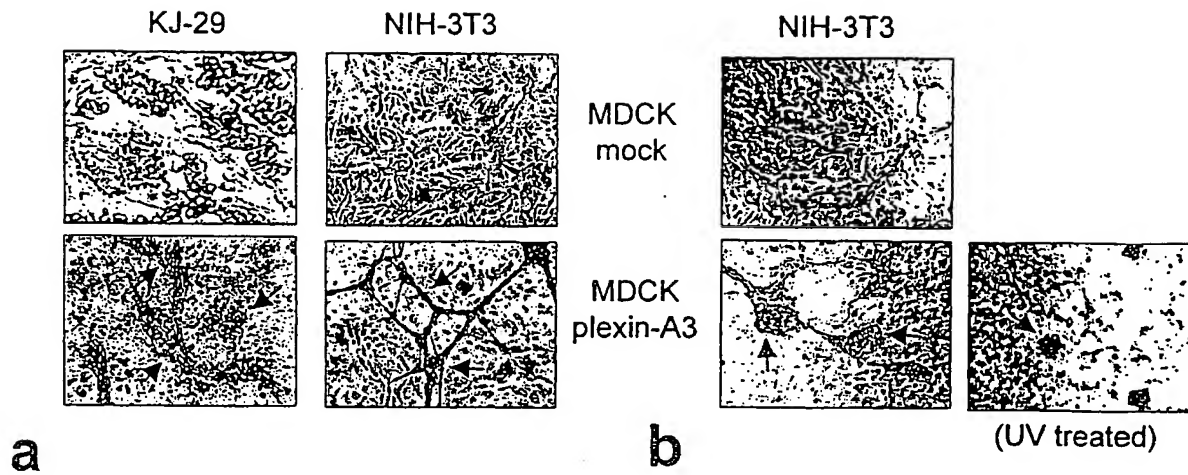 KJ-29
NIH-3T3
NIH-3T3
MDCK
mock
MDCK
plexin-A3
(UV treated)
a
b